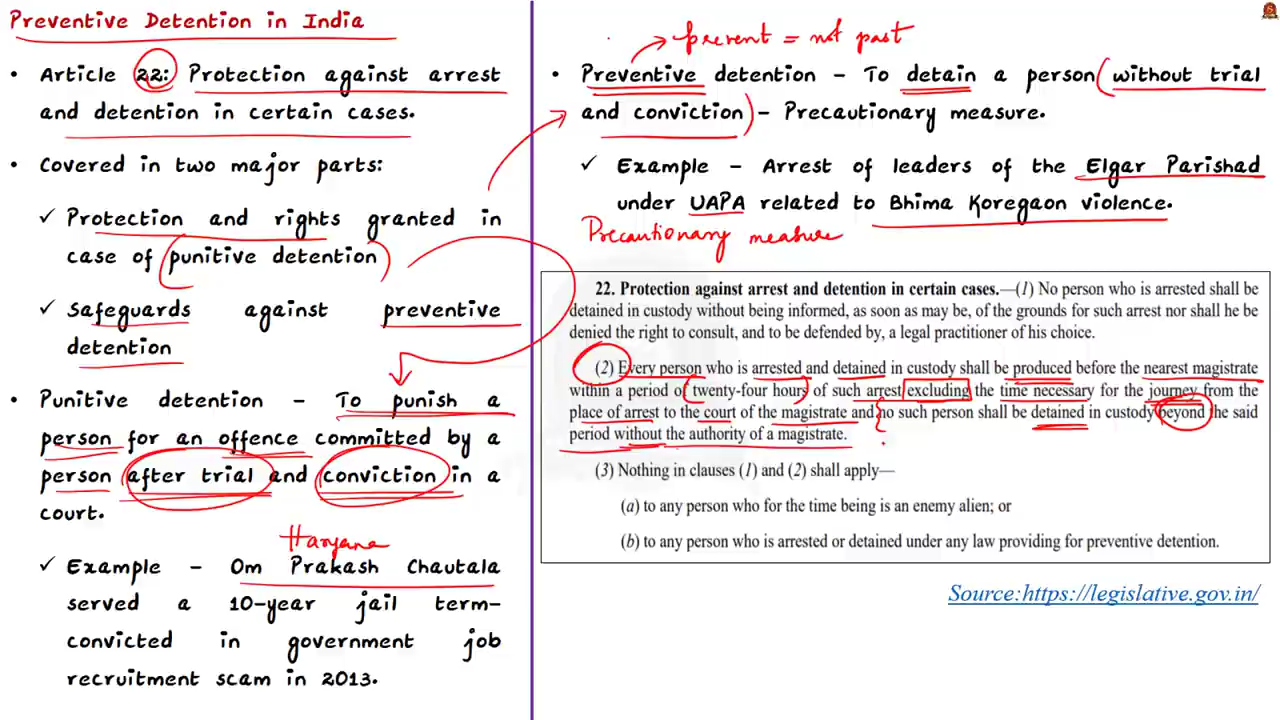 Preventive Detention in India
• Article 22: Protection against arrest
and detention in certain cases.
• Covered in two major parts:
✓ Protection and rights granted in
case of punitive detention
✓ Safeguards against preventive
detention
• Punitive detention - To punish a
person for an offence committed by a
person after trial and conviction in a
court.
Haryana
✓ Example - Om Prakash Chautala
served a 10-year jail term-
convicted in government job
recruitment scam in 2013.
prevent = not past
• Preventive detention - To detain a person (without trial
and conviction) - Precautionary measure.
✓ Example - Arrest of leaders of the Elgar Parishad
under UAPA related to Bhima Koregaon violence.
Precautionary measure
22. Protection against arrest and detention in certain cases.—(1) No person who is arrested shall be
detained in custody without being informed, as soon as may be, of the grounds for such arrest nor shall he be
denied the right to consult, and to be defended by, a legal practitioner of his choice.
(2) Every person who is arrested and detained in custody shall be produced before the nearest magistrate
within a period of twenty-four hours of such arrest excluding the time necessary for the journey from the
place of arrest to the court of the magistrate and no such person shall be detained in custody beyond the said
period without the authority of a magistrate.
(3) Nothing in clauses (1) and (2) shall apply—
(a) to any person who for the time being is an enemy alien; or
(b) to any person who is arrested or detained under any law providing for preventive detention.
Source:https://legislative.gov.in/